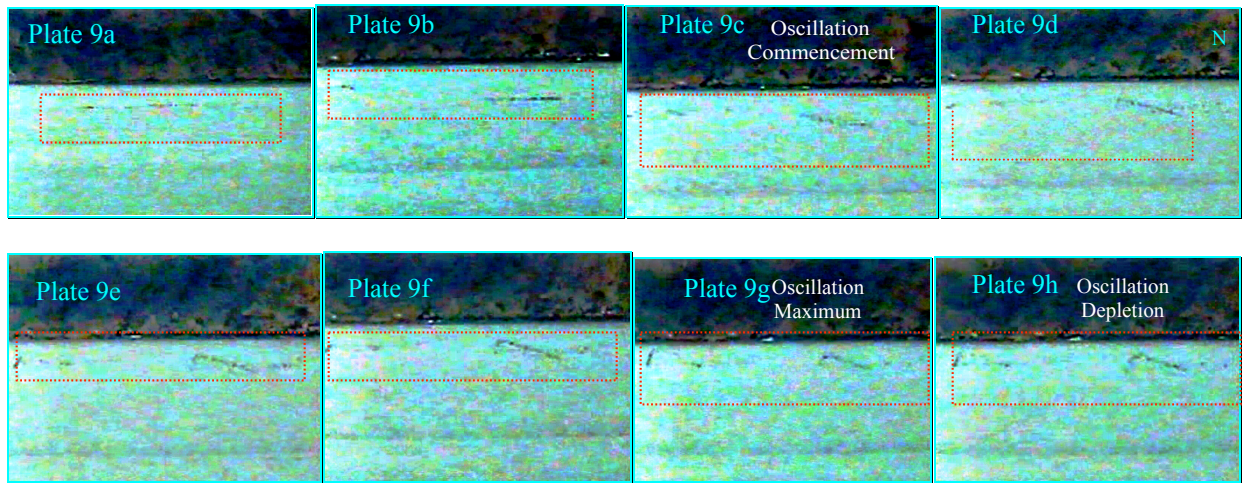 Plate 9a
Plate 9b
Plate 9c
Oscillation
Commencement
Plate 9d
N
Plate 9e
Plate 9f
Plate 9g
Oscillation
Maximum
Plate 9h
Oscillation
Depletion